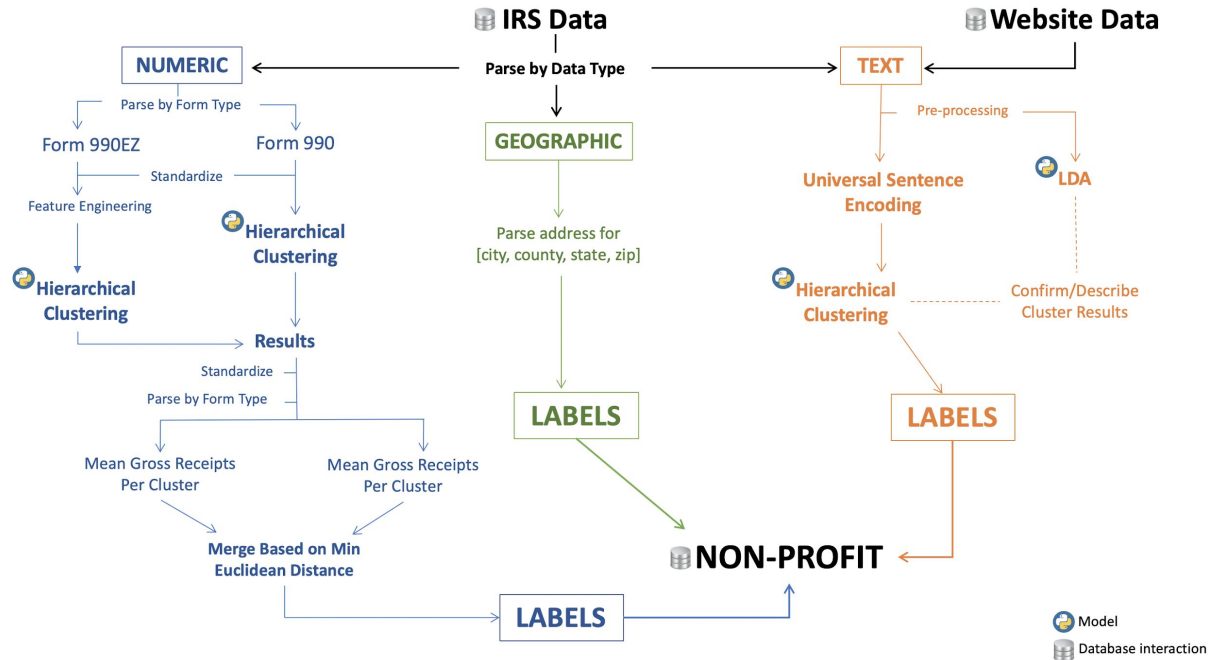 IRS Data
Website Data
NUMERIC
Parse by Data Type
TEXT
Parse by Form Type
Pre-processing
Form 990EZ
Form 990
GEOGRAPHIC
Standardize
Universal Sentence
Encoding
LDA
Feature Engineering
Hierarchical
Clustering
Parse address for
[city, county, state, zip]
Hierarchical
Clustering
Hierarchical
Clustering
Confirm/Describe
Cluster Results
Results
Standardize
Parse by Form Type
LABELS
LABELS
Mean Gross Receipts
Per Cluster
Mean Gross Receipts
Per Cluster
Merge Based on Min
Euclidean Distance
NON-PROFIT
LABELS
Model
Database interaction